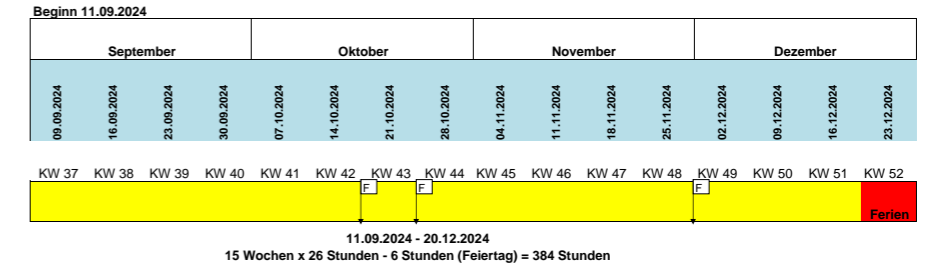 Beginn 11.09.2024
September Oktober November Dezember
09.09.2024 16.09.2024 23.09.2024 30.09.2024 07.10.2024 14.10.2024 21.10.2024 28.10.2024 04.11.2024 11.11.2024 18.11.2024 25.11.2024 02.12.2024 09.12.2024 16.12.2024 23.12.2024
KW 37 KW 38 KW 39 KW 40 KW 41 KW 42 KW 43 KW 44 KW 45 KW 46 KW 47 KW 48 KW 49 KW 50 KW 51 KW 52
F F F
Ferien
11.09.2024 - 20.12.2024
15 Wochen x 26 Stunden - 6 Stunden (Feiertag) = 384 Stunden